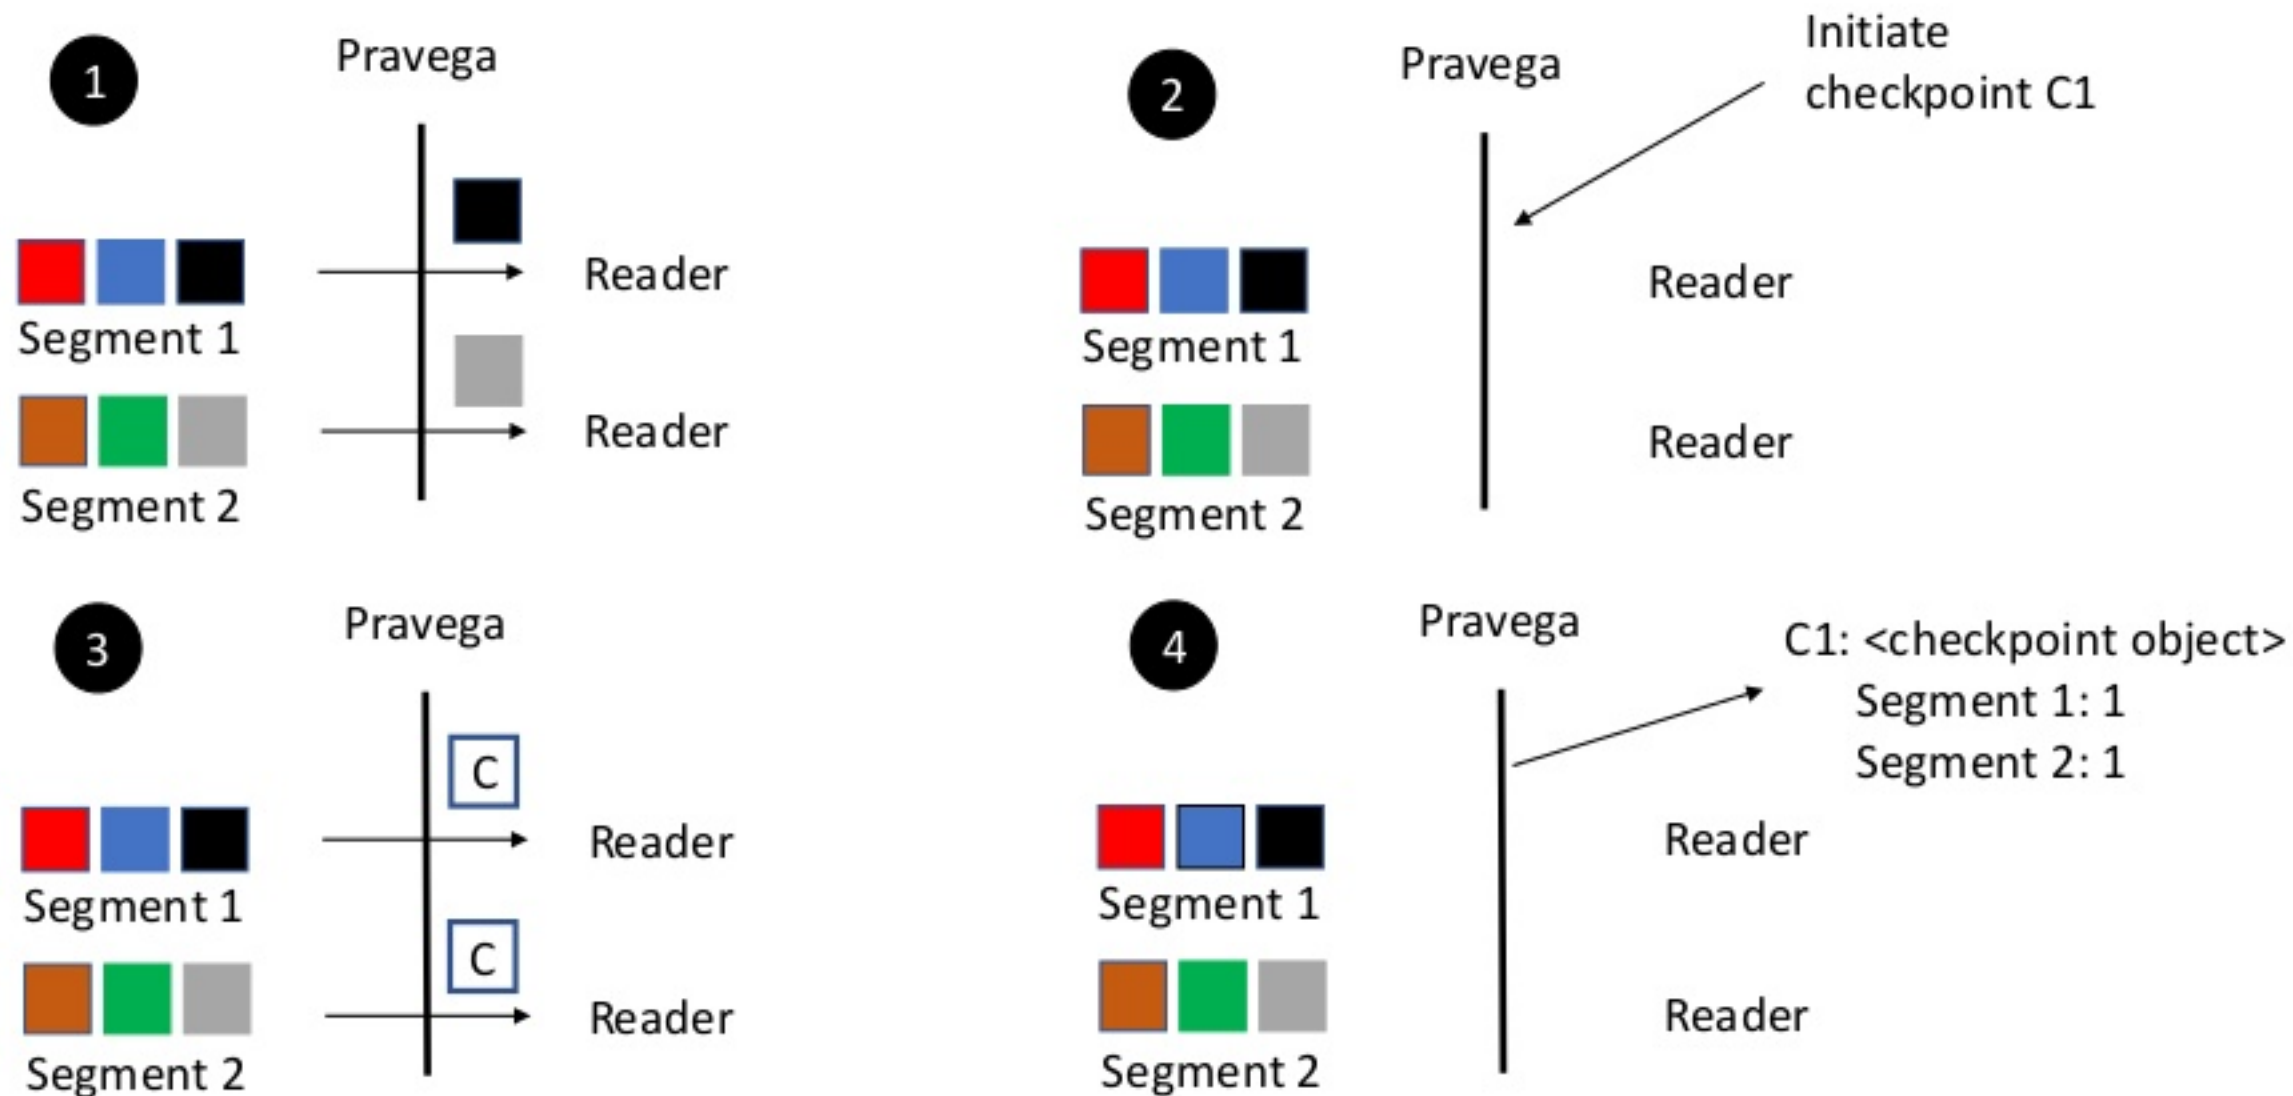 1
Pravega
Reader
Segment 1
Reader
Segment 2
2
Pravega
Initiate
checkpoint C1
Reader
Segment 1
Reader
Segment 2
3
Pravega
C
Reader
Segment 1
C
Reader
Segment 2
4
Pravega
C1: <checkpoint object>
Segment 1: 1
Segment 2: 1
Reader
Segment 1
Reader
Segment 2